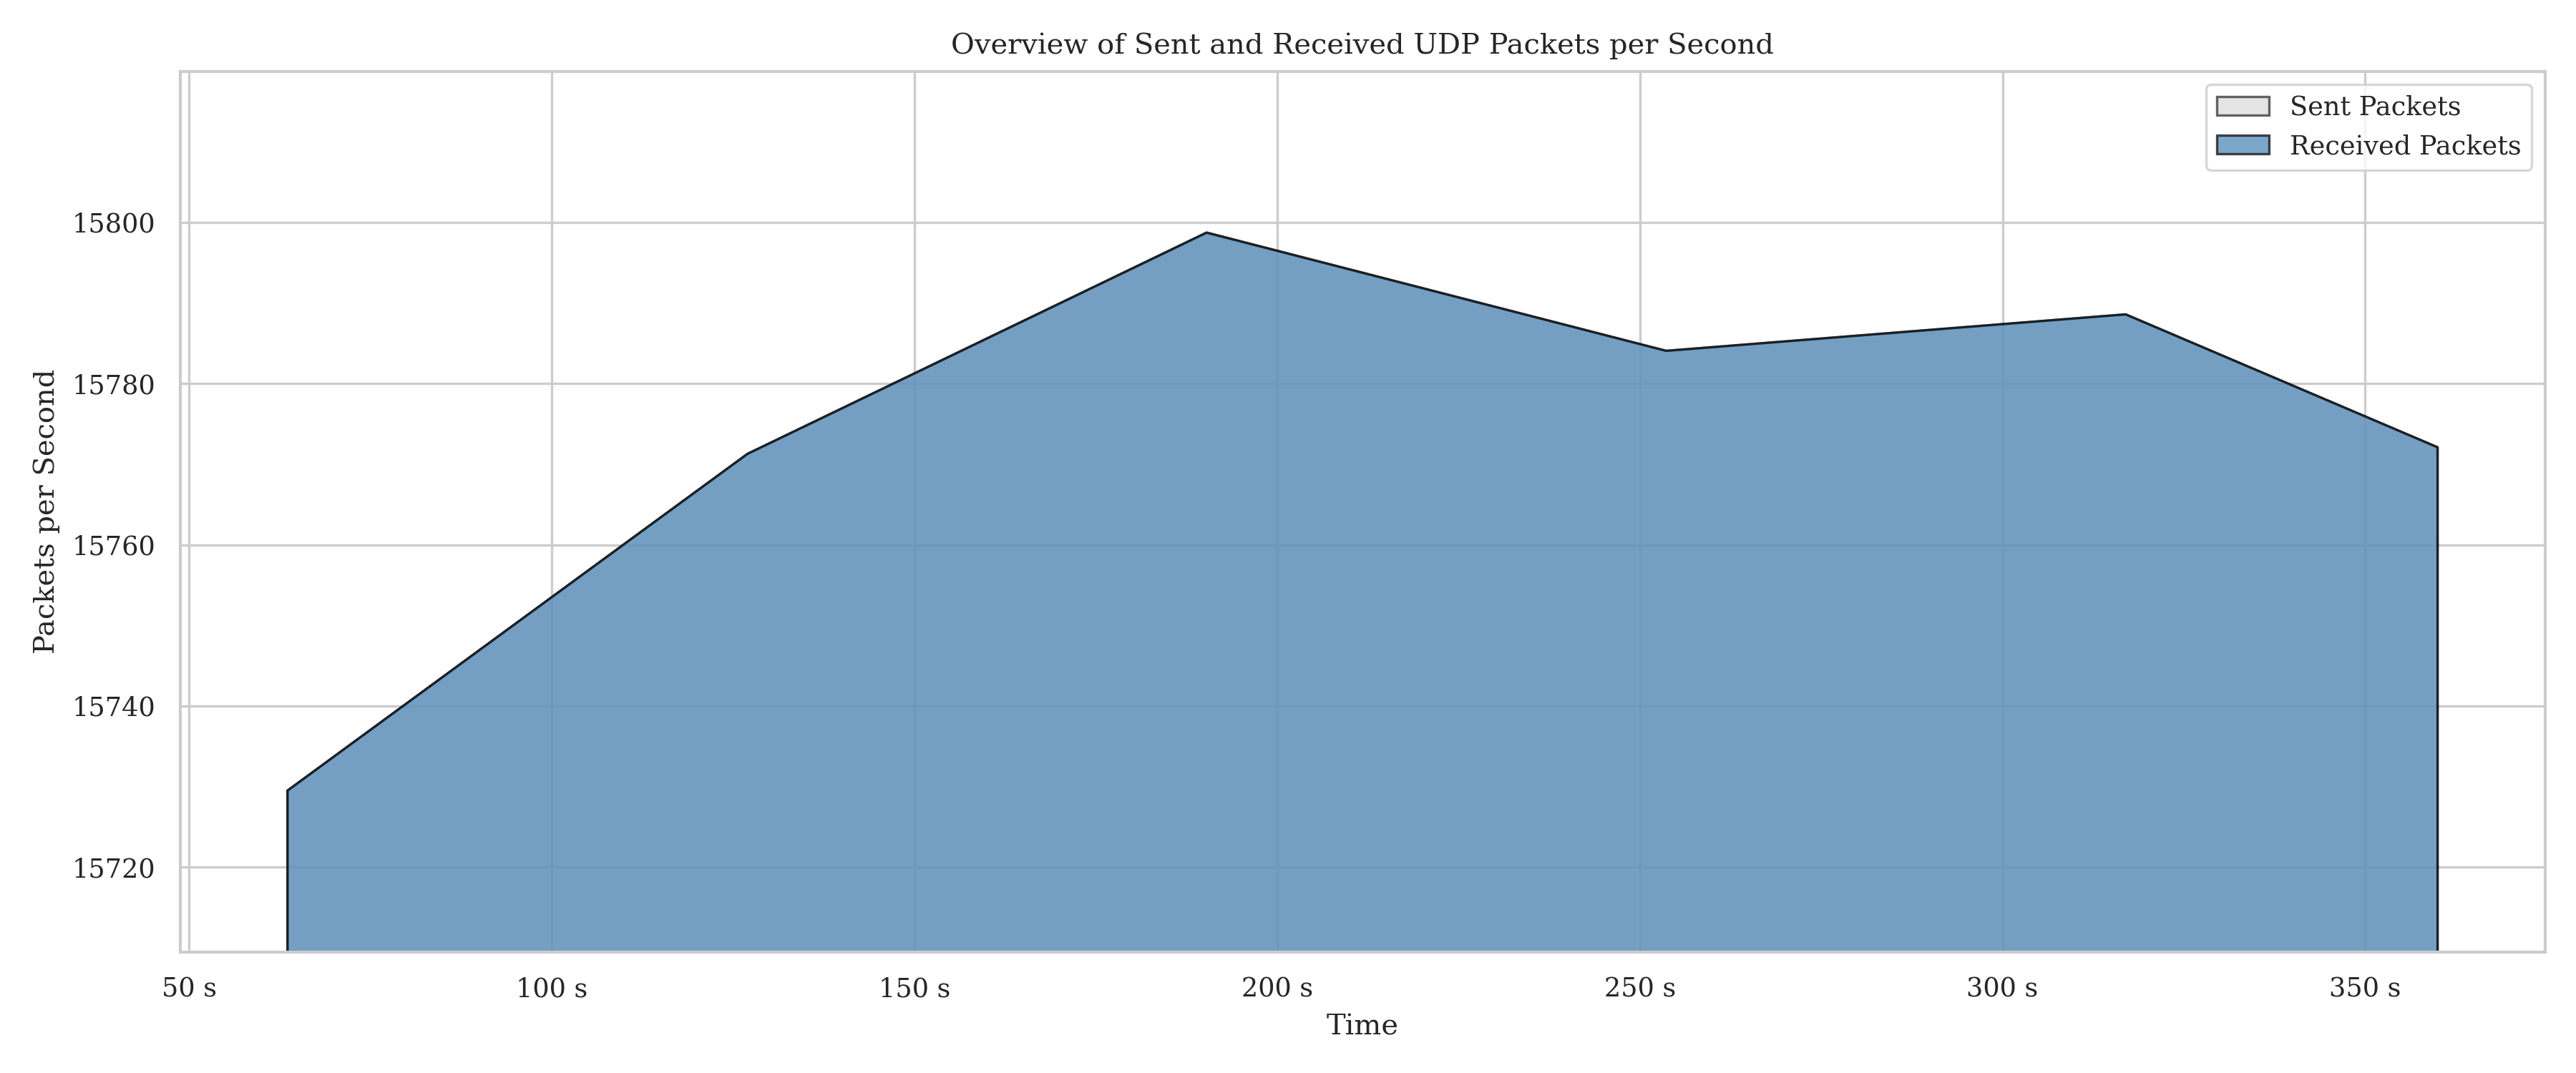 Overview of Sent and Received UDP Packets per Second
Sent Packets
Received Packets
Packets per Second
15800
15780
15760
15740
15720
50 s
100 s
150 s
200 s
250 s
300 s
350 s
Time